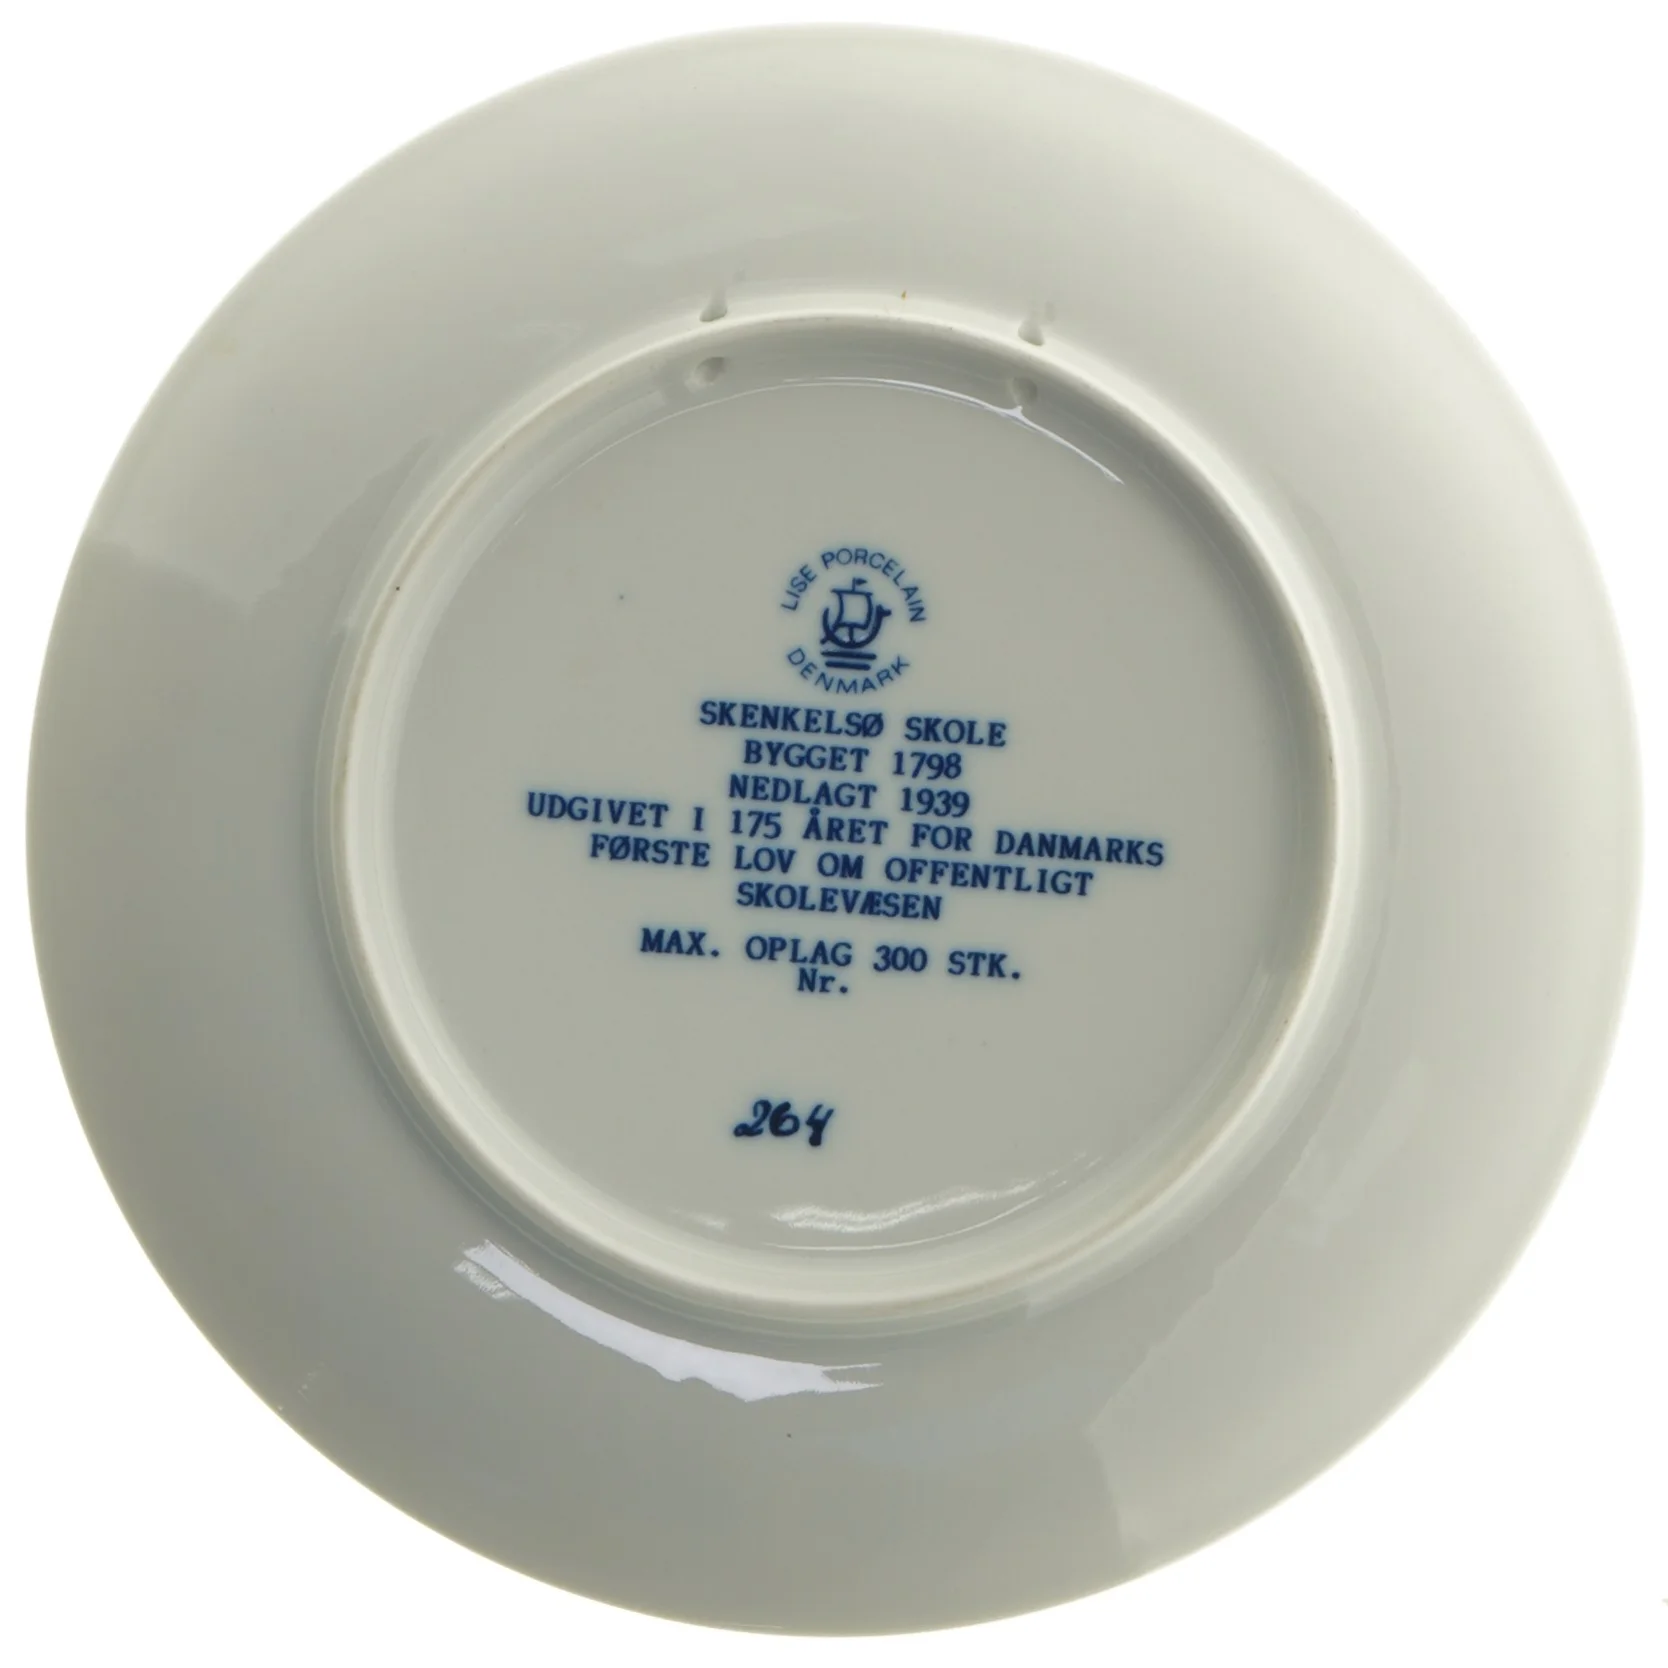 LISE PORCELAIN
DENMARK
SKENKELSØ SKOLE
BYGGET 1798
NEDLAGT 1939
UDGIVET I 175 ÅRET FOR DANMARKS
FØRSTE LOV OM OFFENTLIGT
SKOLEVÆSEN
MAX. OPLAG 300 STK.
Nr.
264